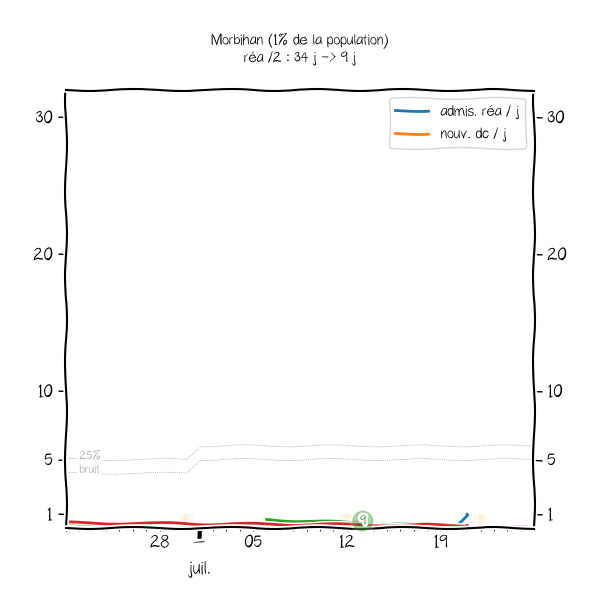 Morbihan (1% de la population)
réa /2 : 34 j -> 9 j
admis. réa / j
nouv. dc / j
30
30
20
20
10
10
25%
5
5
bruit
1
9
1
28
05
12
19
juil.